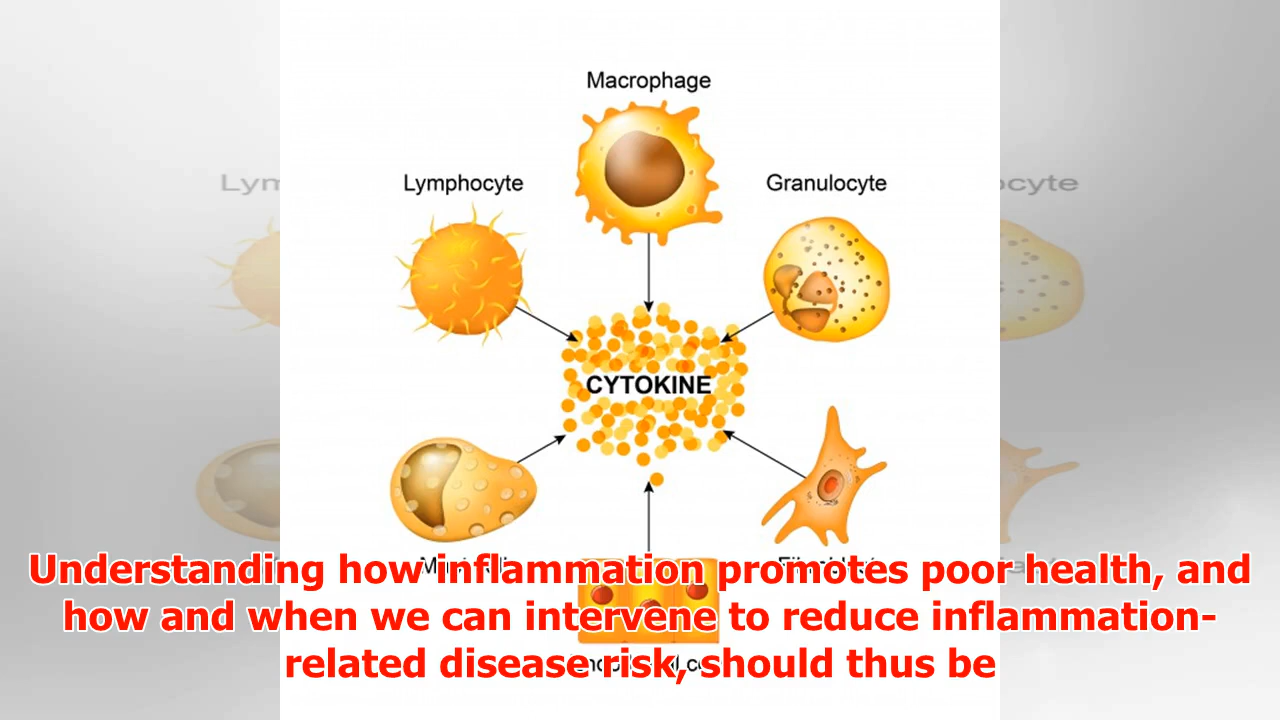 Macrophage
Lymphocyte
Granulocyte
CYTOKINE
Understanding how inflammation promotes poor health, and
how and when we can intervene to reduce inflammation-
related disease risk, should thus be